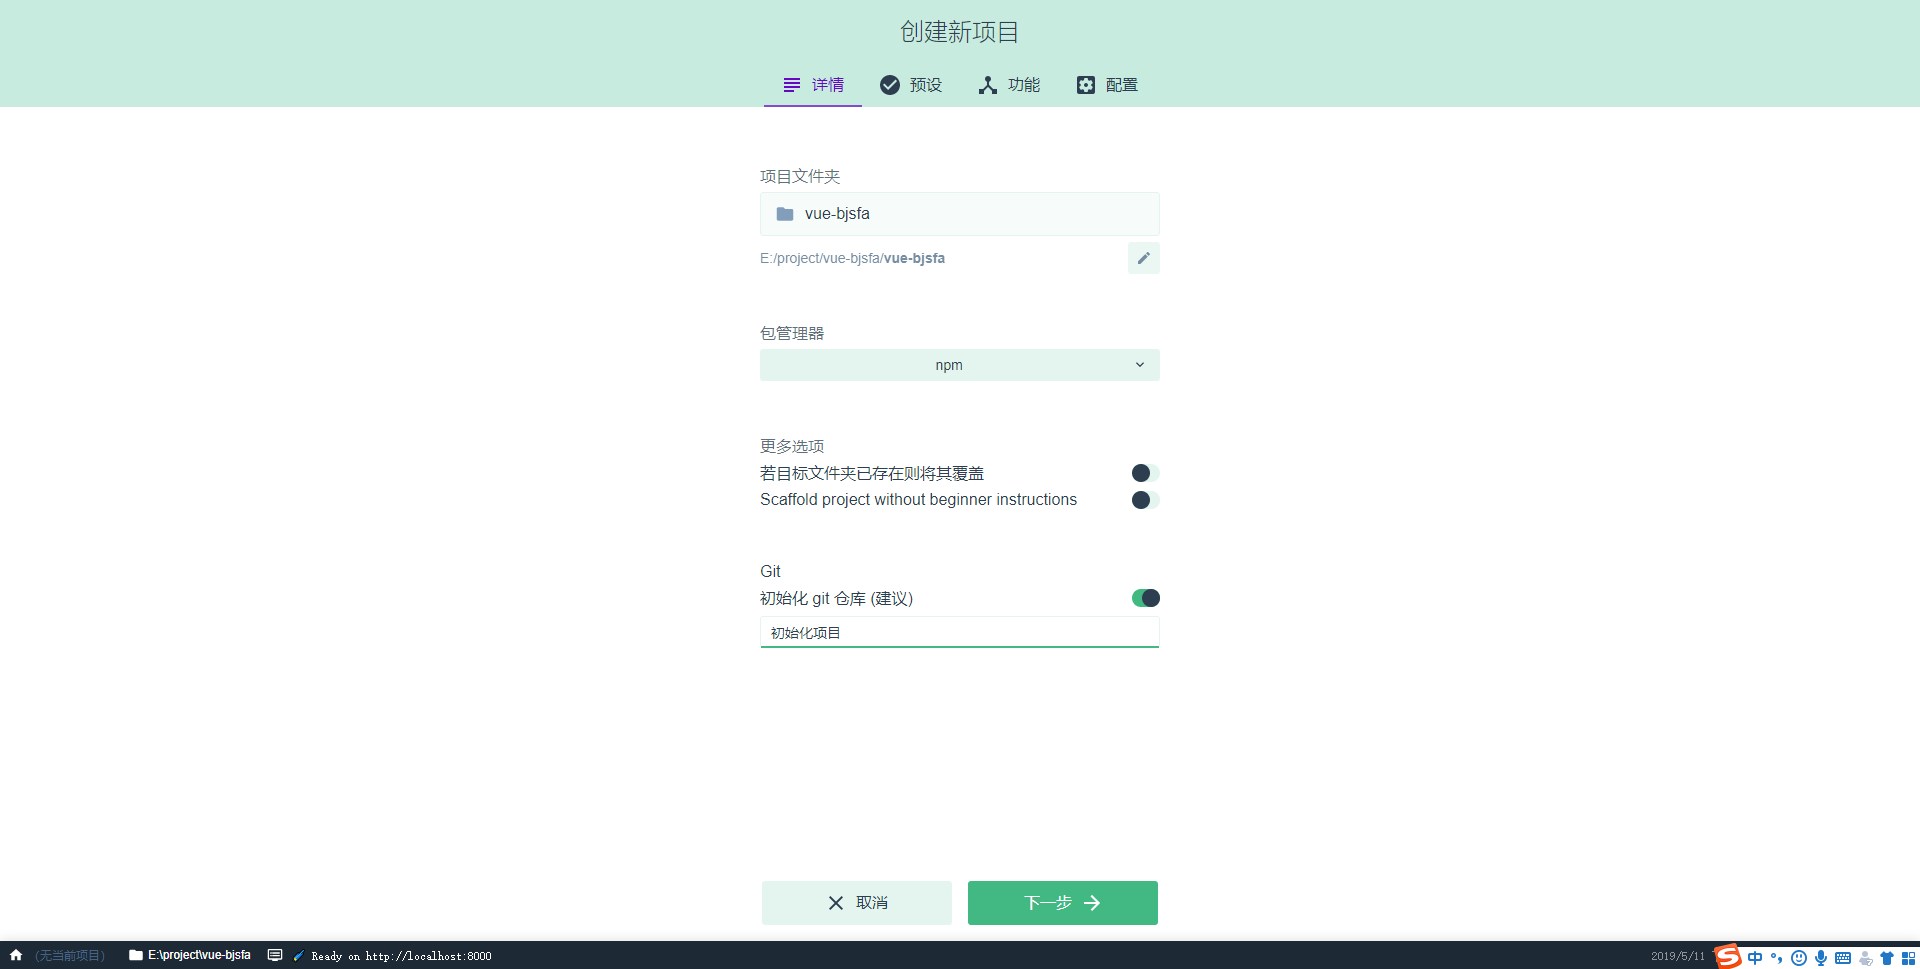 创建新项目
详情 预设 功能 配置
项目文件夹
vue-bjsfa
E:/project/vue-bjsfa/vue-bjsfa
包管理器
npm
更多选项
若目标文件夹已存在则将其覆盖
Scaffold project without beginner instructions
Git
初始化 git 仓库 (建议)
初始化项目
取消 下一步
(无当前项目) E:\project\vue-bjsfa Ready on http://localhost:8000 2019/5/11 S 中